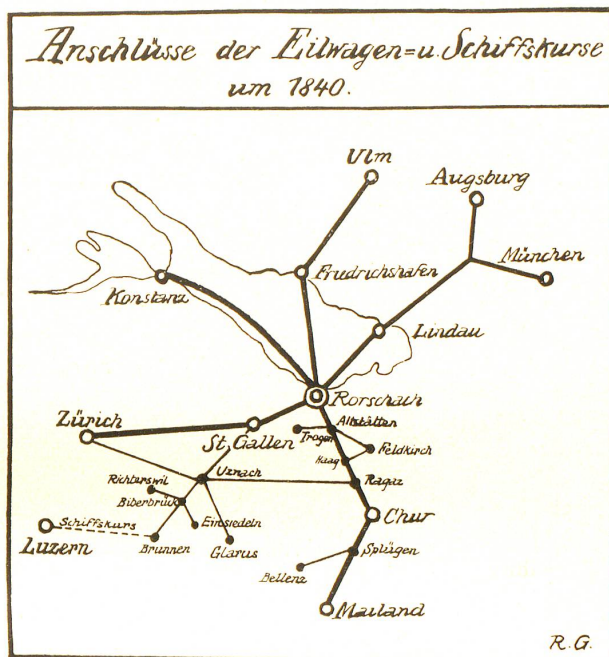 Anschlüsse der Eilwagen=u. Schiffskurse
um 1840.
Ulm
Augsburg
München
Friedrichshafen
Konstanz
Lindau
Rorschach
Zürich
St. Gallen
Altstätten
Trogen
Feldkirch
Haag
Uznach
Ragaz
Richterswil
Biberbrück
Einsiedeln
Chur
Schiffskurs
Luzern
Brunnen
Glarus
Splügen
Bellenz
Mailand
R.G.